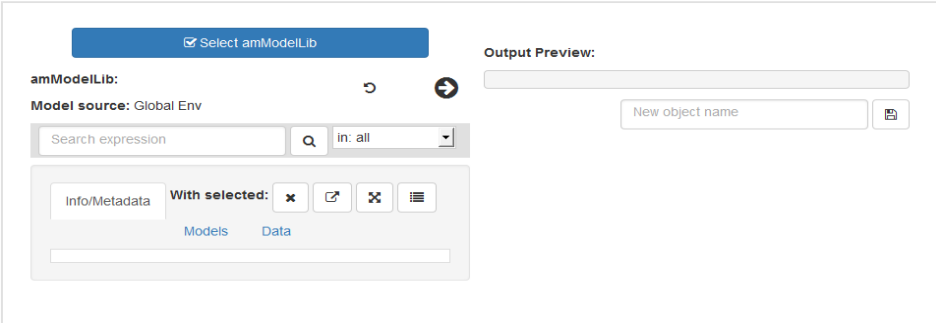 Select amModelLib
amModelLib:
Model source: Global Env
Search expression
in: all
Info/Metadata
With selected:
Models
Data
Output Preview:
New object name